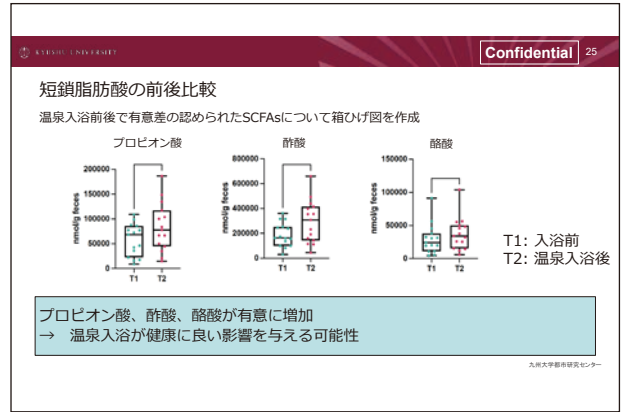 KYUSHU UNIVERSITY
Confidential 25
短鎖脂肪酸の前後比較
温泉入浴前後で有意差の認められたSCFAsについて箱ひげ図を作成
プロピオン酸
nmol/g feces
200000
150000
100000
50000
0
T1 T2
酢酸
nmol/g feces
800000
600000
400000
200000
0
T1 T2
酪酸
nmol/g feces
150000
100000
50000
0
T1 T2
T1: 入浴前
T2: 温泉入浴後
プロピオン酸、酢酸、酪酸が有意に増加
→ 温泉入浴が健康に良い影響を与える可能性
九州大学都市研究センター